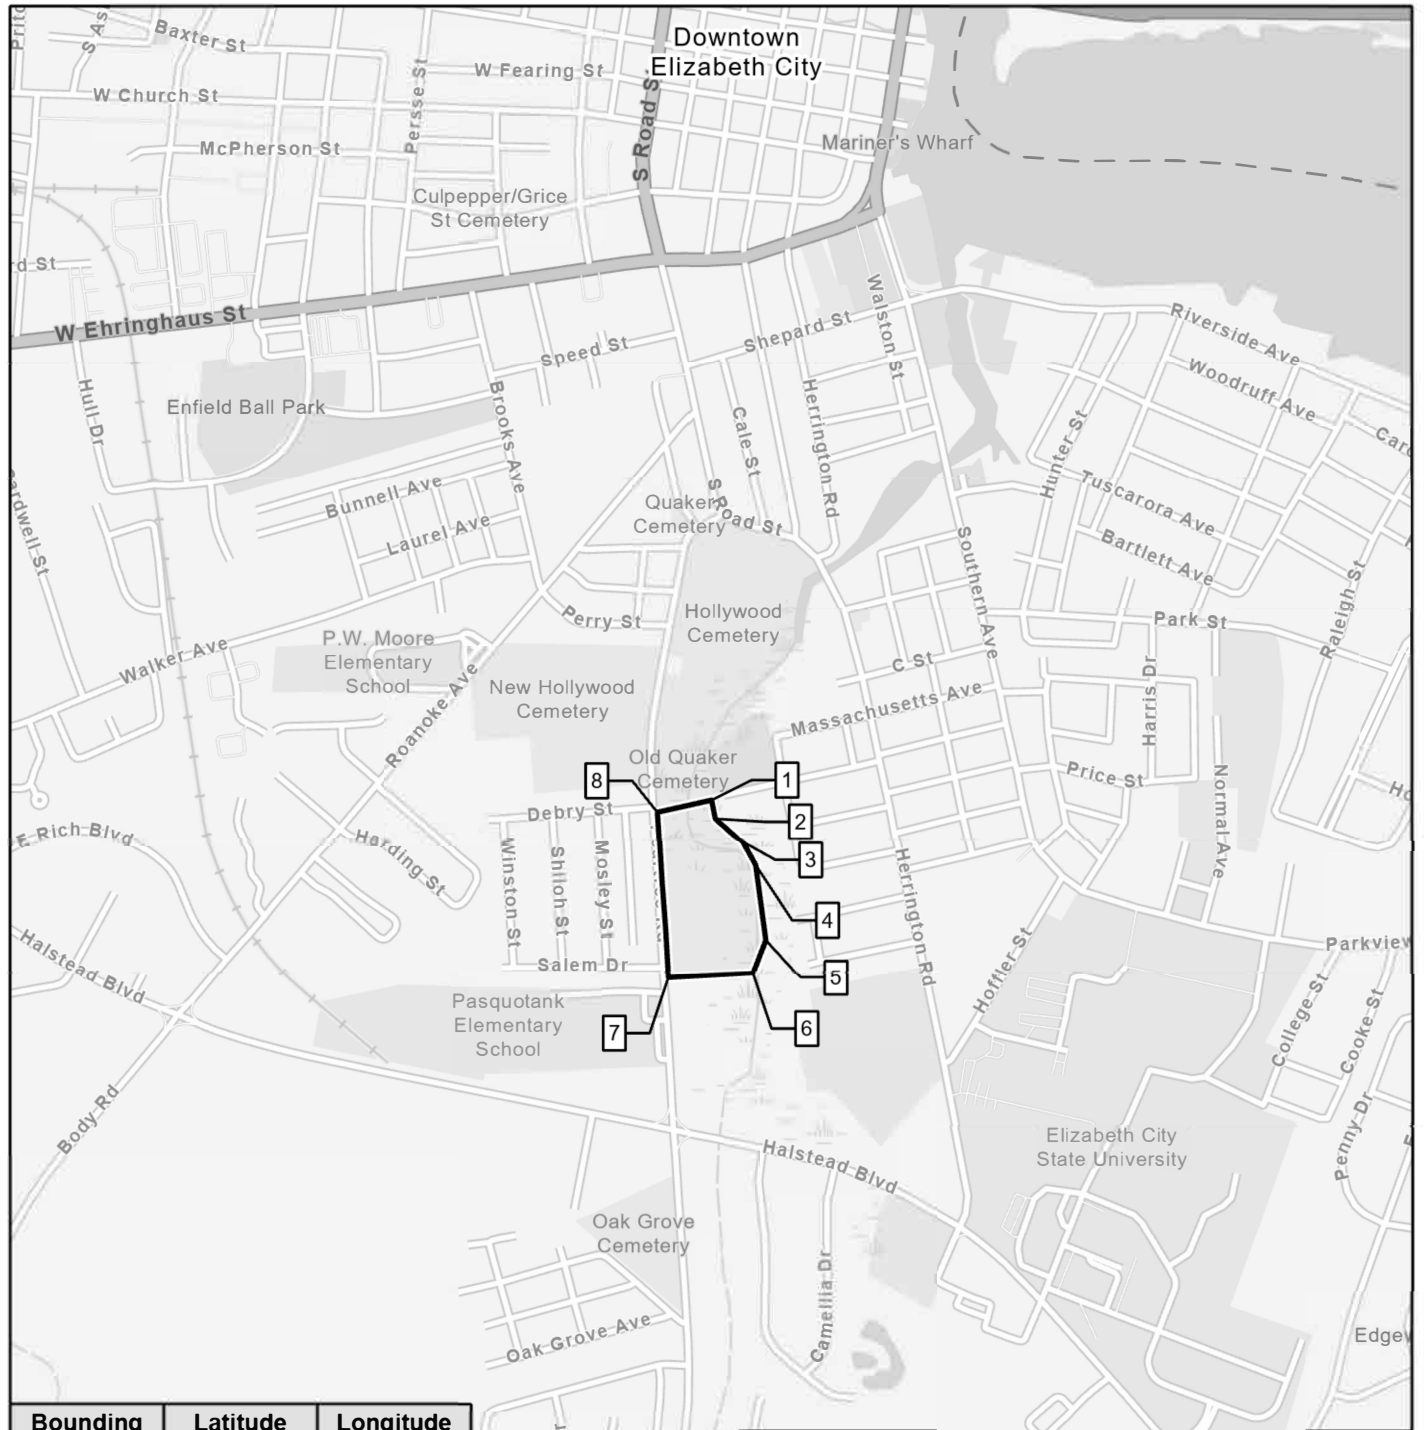 Downtown
Elizabeth City
Baxter St
W Fearing St
W Church St
Persse St
S Road S
McPherson St
Mariner's Wharf
Culpepper/Grice
St Cemetery
d St
W Ehringhaus St
Walston St
Shepard St
Riverside Ave
Speed St
Woodruff Ave
Hull Dr
Enfield Ball Park
Brooks Ave
Cale St
Herrington Rd
Hunter St
Bunnell Ave
Quaker
Cemetery
S Road St
Tuscarora Ave
Laurel Ave
Southern Ave
Bartlett Ave
Raleigh St
Perry St
Hollywood
Cemetery
Park St
P.W. Moore
Elementary
School
Walker Ave
C St
Harris Dr
New Hollywood
Cemetery
Roanoke Ave
Massachusetts Ave
Old Quaker
Cemetery
8
1
Price St
Normal Ave
Debry St
2
E Rich Blvd
Harding St
Winston St
Shiloh St
Mosley St
3
Herrington Rd
4
Halstead Blvd
Salem Dr
5
Hoffler St
Parkview
College St
Cooke St
Pasquotank
Elementary
School
7
6
Body Rd
Halstead Blvd
Elizabeth City
State University
Penny Dr
Oak Grove
Cemetery
Camellia Dr
Oak Grove Ave
Edge
Bounding Latitude Longitude